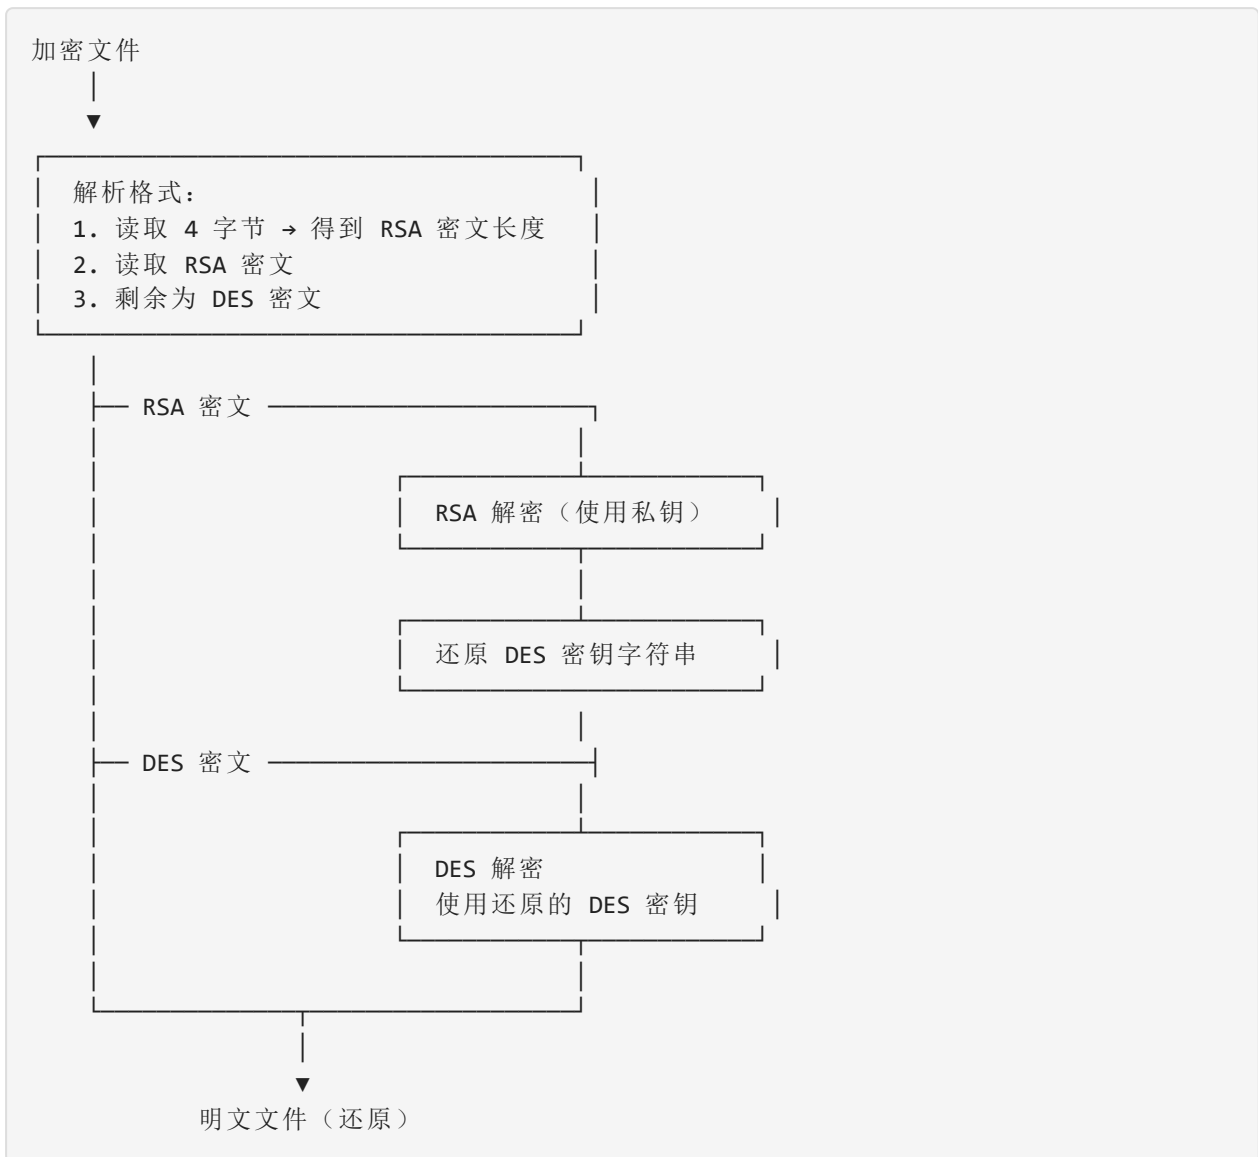 加密文件
解析格式：
1. 读取 4 字节 → 得到 RSA 密文长度
2. 读取 RSA 密文
3. 剩余为 DES 密文
RSA 密文
RSA 解密（使用私钥）
还原 DES 密钥字符串
DES 密文
DES 解密
使用还原的 DES 密钥
明文文件（还原）